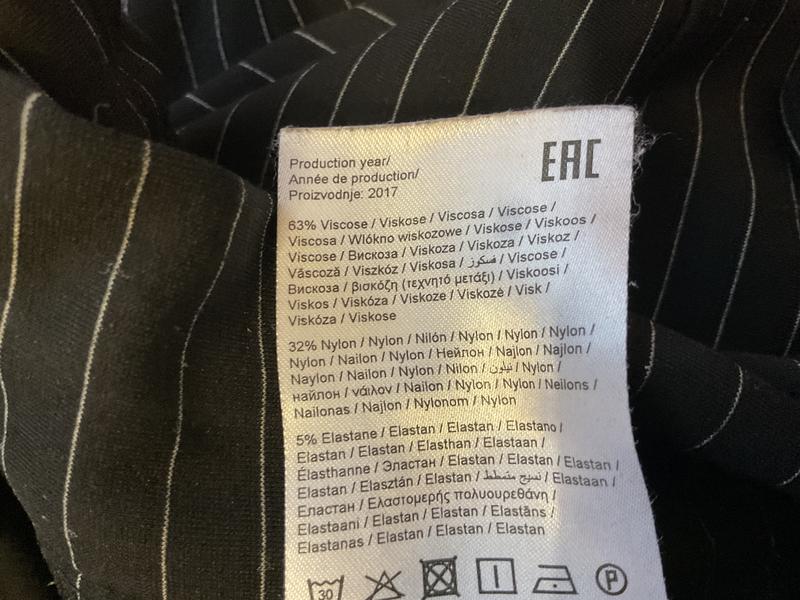 EAC
Production year/
Année de production/
Proizvodnje: 2017
63% Viscose / Viskose / Viscosa / Viscose /
Viscosa / Wlókno wiskozowe / Viskose / Viskoos /
Viscose / Вискоза / Viskoza / Viskoza / Viskoz /
Văscoză / Viszkóz / Viskosa / فسكوز / Viscose /
Вискоза / βισκόζη (τεχνητό μετάξι) / Viskoosi /
Viskos / Viskóza / Viskoze / Viskozė / Visk /
Viskóza / Viskose
32% Nylon / Nylon / Nilón / Nylon / Nylon / Nylon /
Nylon / Nailon / Nylon / Нейлон / Najlon / Najlon /
Naylon / Nailon / Nylon / Nilon / نيلون / Nylon /
найлон / νάιλον / Nailon / Nylon / Nylon / Neilons /
Nailonas / Najlon / Nylonom / Nylon
5% Elastane / Elastan / Elastan / Elastano /
Elastan / Elastan / Elasthan / Elastaan /
Élasthanne / Эластан / Elastan / Elastan / Elastan /
Elastan / Elasztán / Elastan / نسيج متمطط / Elastaan /
Еластан / Ελαστομερής πολυουρεθάνη /
Elastaani / Elastan / Elastan / Elastāns /
Elastanas / Elastan / Elastan / Elastan
30 P